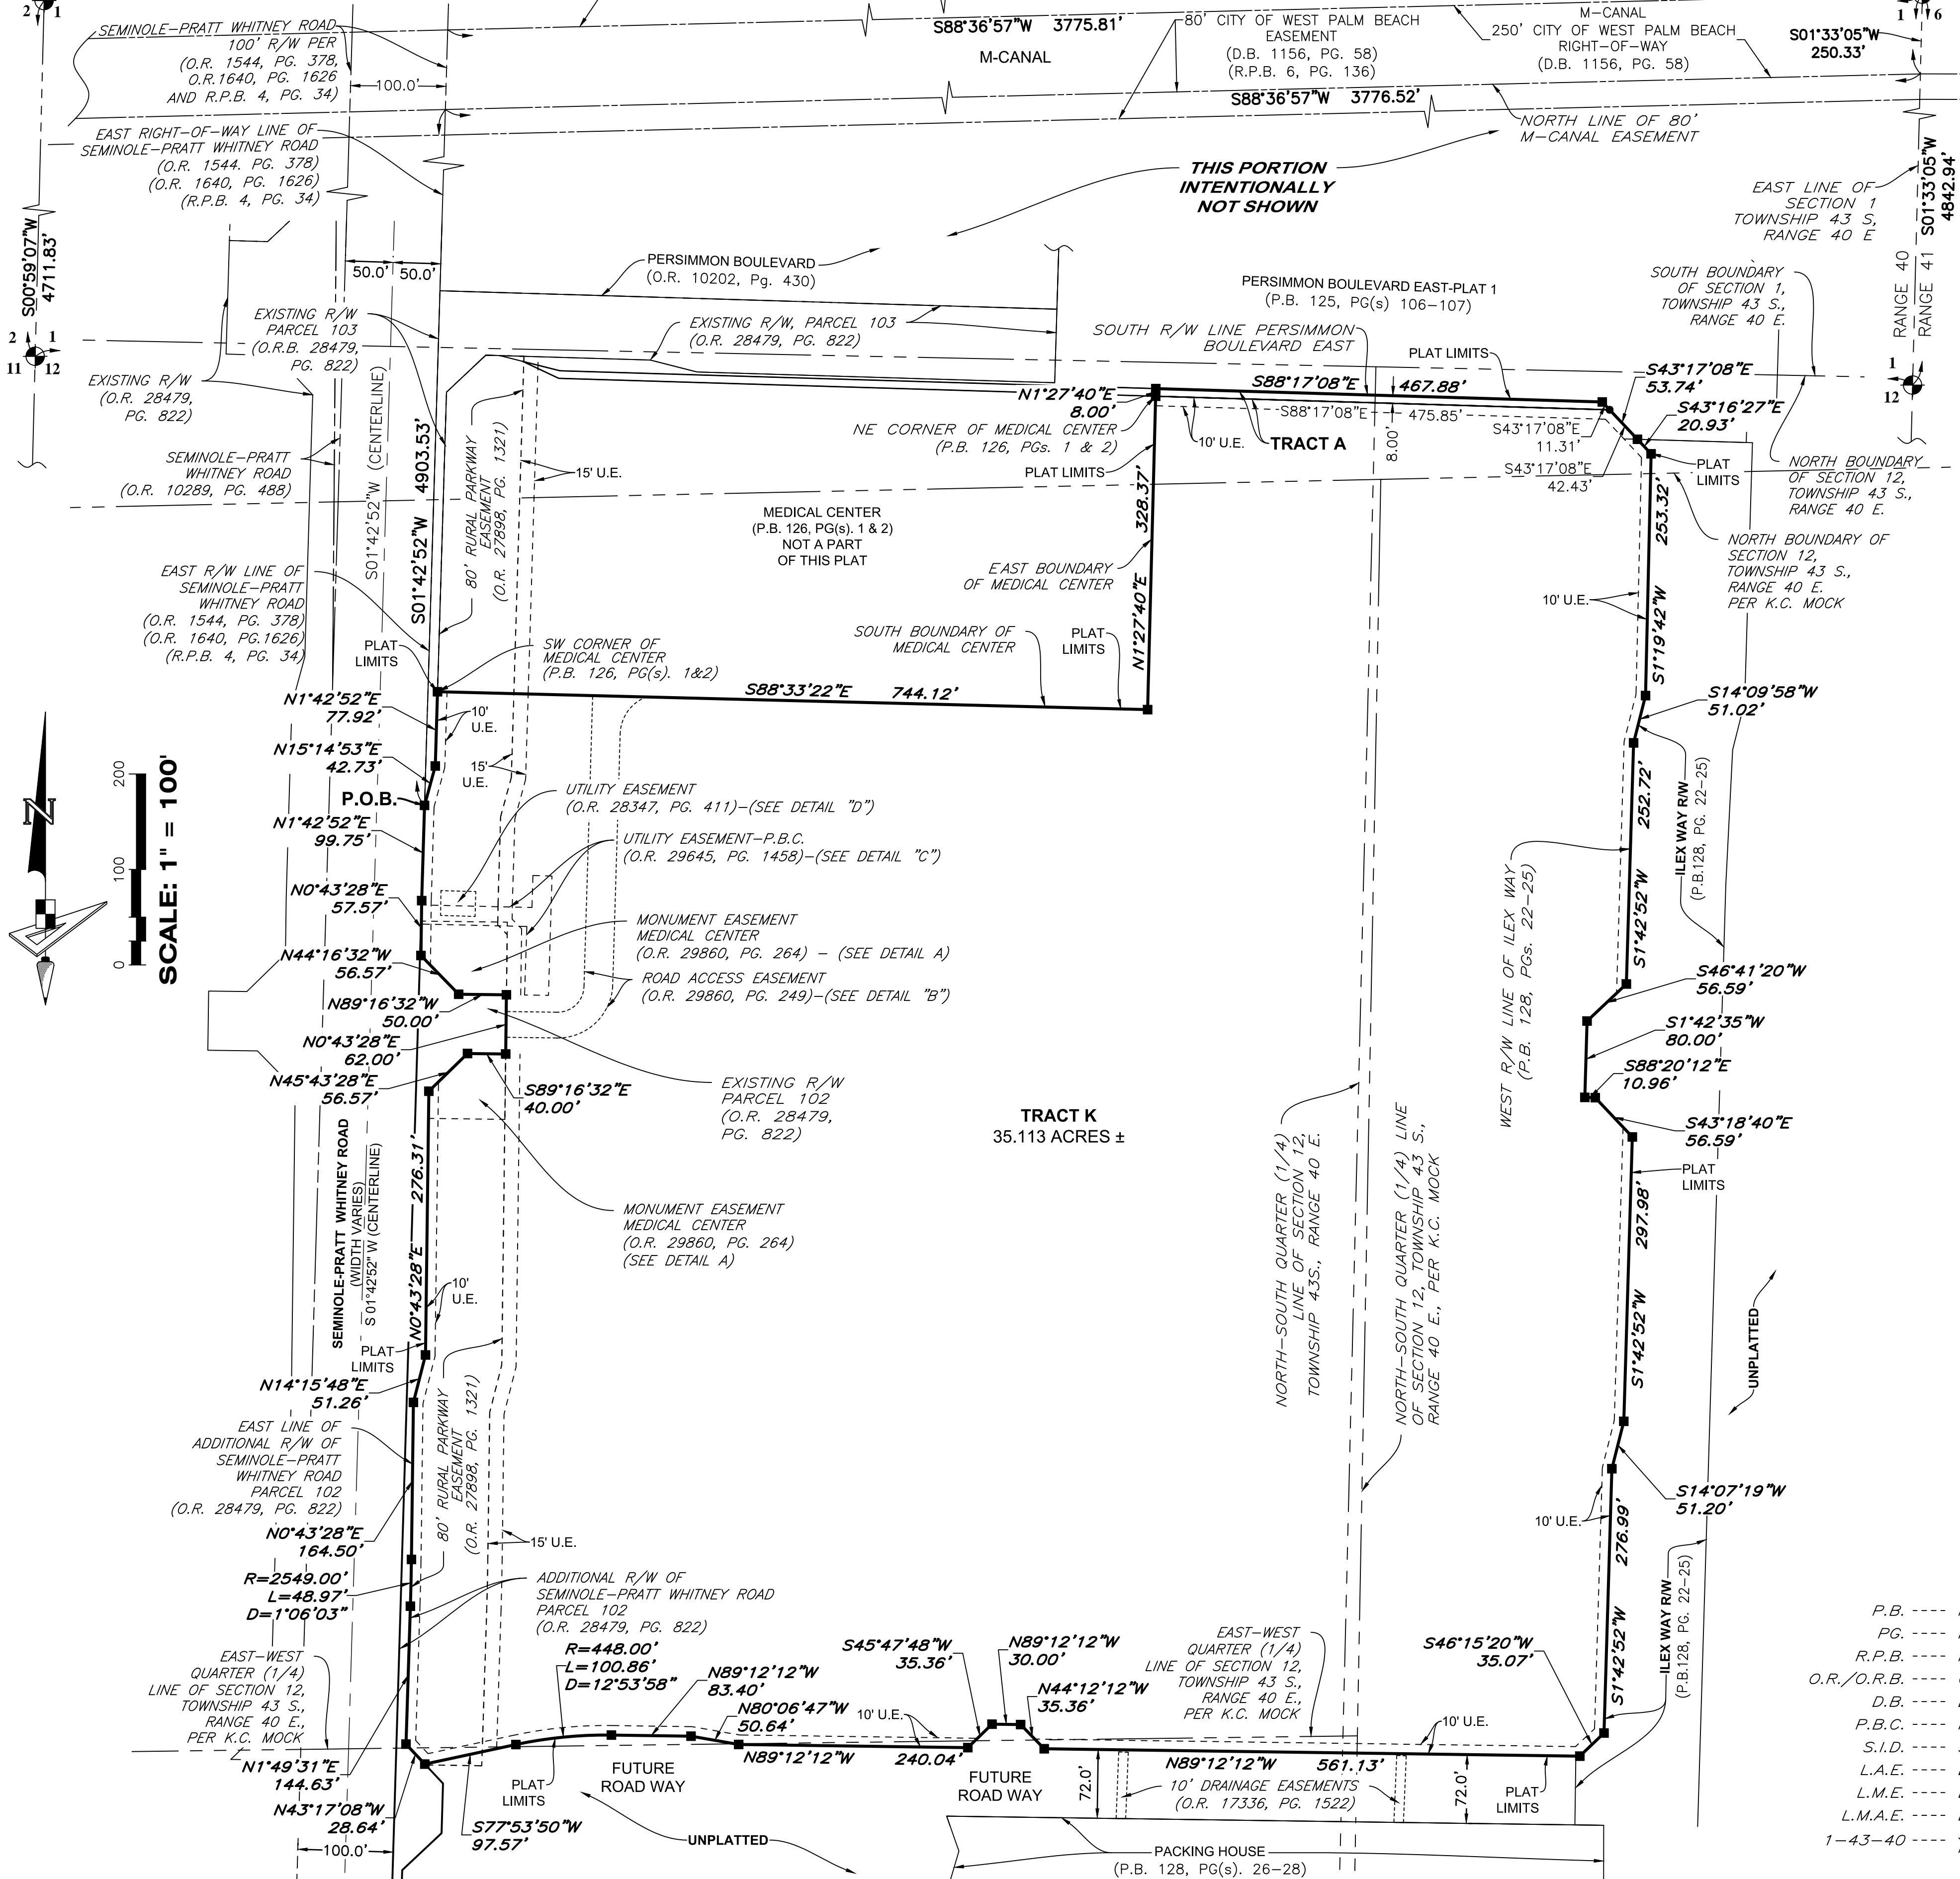 2
1
SEMINOLE-PRATT WHITNEY ROAD
100' R/W PER
(O.R. 1544, PG. 378,
O.R.1640, PG. 1626
AND R.P.B. 4, PG. 34)
100.0'
S88°36'57"W 3775.81'
M-CANAL
80' CITY OF WEST PALM BEACH
EASEMENT
(D.B. 1156, PG. 58)
(R.P.B. 6, PG. 136)
M-CANAL
250' CITY OF WEST PALM BEACH
RIGHT-OF-WAY
(D.B. 1156, PG. 58)
1
6
S01°33'05"W
250.33'
S88°36'57"W 3776.52'
NORTH LINE OF 80'
M-CANAL EASEMENT
EAST RIGHT-OF-WAY LINE OF
SEMINOLE-PRATT WHITNEY ROAD
(O.R. 1544. PG. 378)
(O.R. 1640, PG. 1626)
(R.P.B. 4, PG. 34)
THIS PORTION
INTENTIONALLY
NOT SHOWN
EAST LINE OF
SECTION 1
TOWNSHIP 43 S,
RANGE 40 E
S01°33'05"W
4842.94'
RANGE 40
RANGE 41
S00°59'07"W
4711.83'
50.0'
50.0'
PERSIMMON BOULEVARD
(O.R. 10202, Pg. 430)
PERSIMMON BOULEVARD EAST-PLAT 1
(P.B. 125, PG(s) 106-107)
SOUTH BOUNDARY
OF SECTION 1,
TOWNSHIP 43 S.,
RANGE 40 E.
2
1
11
12
EXISTING R/W
PARCEL 103
(O.R.B. 28479,
PG. 822)
EXISTING R/W, PARCEL 103
(O.R. 28479, PG. 822)
SOUTH R/W LINE PERSIMMON
BOULEVARD EAST
PLAT LIMITS
S43°17'08"E
53.74'
1
12
EXISTING R/W
(O.R. 28479,
PG. 822)
N1°27'40"E
8.00'
S88°17'08"E 467.88'
S88°17'08"E 475.85'
S43°16'27"E
20.93'
NE CORNER OF MEDICAL CENTER
(P.B. 126, PGs. 1 & 2)
10' U.E.
TRACT A
8.00'
S43°17'08"E
11.31'
S43°17'08"E
42.43'
PLAT LIMITS
PLAT
LIMITS
NORTH BOUNDARY
OF SECTION 12,
TOWNSHIP 43 S.,
RANGE 40 E.
SEMINOLE-PRATT
WHITNEY ROAD
(O.R. 10289, PG. 488)
S01°42'52"W (CENTERLINE)
S01°42'52"W 4903.53'
80' RURAL PARKWAY
EASEMENT
(O.R. 27898, PG. 1321)
15' U.E.
MEDICAL CENTER
(P.B. 126, PG(s). 1 & 2)
NOT A PART
OF THIS PLAT
328.37'
N1°27'40"E
253.32'
S1°19'42"W
NORTH BOUNDARY OF
SECTION 12,
TOWNSHIP 43 S.,
RANGE 40 E.
PER K.C. MOCK
EAST R/W LINE OF
SEMINOLE-PRATT
WHITNEY ROAD
(O.R. 1544, PG. 378)
(O.R. 1640, PG.1626)
(R.P.B. 4, PG. 34)
EAST BOUNDARY
OF MEDICAL CENTER
10' U.E.
PLAT
LIMITS
SW CORNER OF
MEDICAL CENTER
(P.B. 126, PG(s). 1&2)
SOUTH BOUNDARY OF
MEDICAL CENTER
PLAT
LIMITS
S88°33'22"E 744.12'
S14°09'58"W
51.02'
N1°42'52"E
77.92'
10'
U.E.
N15°14'53"E
42.73'
15'
U.E.
P.O.B.
N1°42'52"E
99.75'
UTILITY EASEMENT
(O.R. 28347, PG. 411)-(SEE DETAIL "D")
UTILITY EASEMENT-P.B.C.
(O.R. 29645, PG. 1458)-(SEE DETAIL "C")
252.72'
S1°42'52"W
ILEX WAY R/W
(P.B.128, PG. 22-25)
WEST R/W LINE OF ILEX WAY
(P.B. 128, PGs. 22-25)
N
200
100
0
SCALE: 1" = 100'
N0°43'28"E
57.57'
MONUMENT EASEMENT
MEDICAL CENTER
(O.R. 29860, PG. 264) - (SEE DETAIL A)
N44°16'32"W
56.57'
ROAD ACCESS EASEMENT
(O.R. 29860, PG. 249)-(SEE DETAIL "B")
S46°41'20"W
56.59'
N89°16'32"W
50.00'
S1°42'35"W
80.00'
N0°43'28"E
62.00'
S88°20'12"E
10.96'
N45°43'28"E
56.57'
S89°16'32"E
40.00'
EXISTING R/W
PARCEL 102
(O.R. 28479,
PG. 822)
TRACT K
35.113 ACRES ±
S43°18'40"E
56.59'
SEMINOLE-PRATT WHITNEY ROAD
(WIDTH VARIES)
S 01°42'52" W (CENTERLINE)
276.31'
N0°43'28"E
NORTH-SOUTH QUARTER (1/4)
LINE OF SECTION 12,
TOWNSHIP 43S., RANGE 40 E.
NORTH-SOUTH QUARTER (1/4) LINE
OF SECTION 12, TOWNSHIP 43 S.,
RANGE 40 E., PER K.C. MOCK
PLAT
LIMITS
297.98'
S1°42'52"W
MONUMENT EASEMENT
MEDICAL CENTER
(O.R. 29860, PG. 264)
(SEE DETAIL A)
10'
U.E.
UNPLATTED
PLAT
LIMITS
N14°15'48"E
51.26'
EAST LINE OF
ADDITIONAL R/W OF
SEMINOLE-PRATT
WHITNEY ROAD
PARCEL 102
(O.R. 28479, PG. 822)
80' RURAL PARKWAY
EASEMENT
(O.R. 27898, PG. 1321)
S14°07'19"W
51.20'
10' U.E.
276.99'
S1°42'52"W
N0°43'28"E
164.50'
15' U.E.
R=2549.00'
L=48.97'
D=1°06'03"
ADDITIONAL R/W OF
SEMINOLE-PRATT WHITNEY ROAD
PARCEL 102
(O.R. 28479, PG. 822)
ILEX WAY R/W
(P.B.128, PG. 22-25)
EAST-WEST
QUARTER (1/4)
LINE OF SECTION 12,
TOWNSHIP 43 S.,
RANGE 40 E.,
PER K.C. MOCK
R=448.00'
L=100.86'
D=12°53'58"
N89°12'12"W
83.40'
N80°06'47"W
50.64'
S45°47'48"W
35.36'
N89°12'12"W
30.00'
N44°12'12"W
35.36'
EAST-WEST
QUARTER (1/4)
LINE OF SECTION 12,
TOWNSHIP 43 S.,
RANGE 40 E.,
PER K.C. MOCK
S46°15'20"W
35.07'
10' U.E.
10' U.E.
N1°49'31"E
144.63'
N43°17'08"W
28.64'
100.0'
PLAT
LIMITS
S77°53'50"W
97.57'
FUTURE
ROAD WAY
N89°12'12"W 240.04'
FUTURE
ROAD WAY
UNPLATTED
72.0'
N89°12'12"W 561.13'
10' DRAINAGE EASEMENTS
(O.R. 17336, PG. 1522)
72.0'
PLAT
LIMITS
PACKING HOUSE
(P.B. 128, PG(s). 26-28)
P.B. ----
PG. ----
R.P.B. ----
O.R./O.R.B. ----
D.B. ----
P.B.C. ----
S.I.D. ----
L.A.E. ----
L.M.E. ----
L.M.A.E. ----
1-43-40 ----